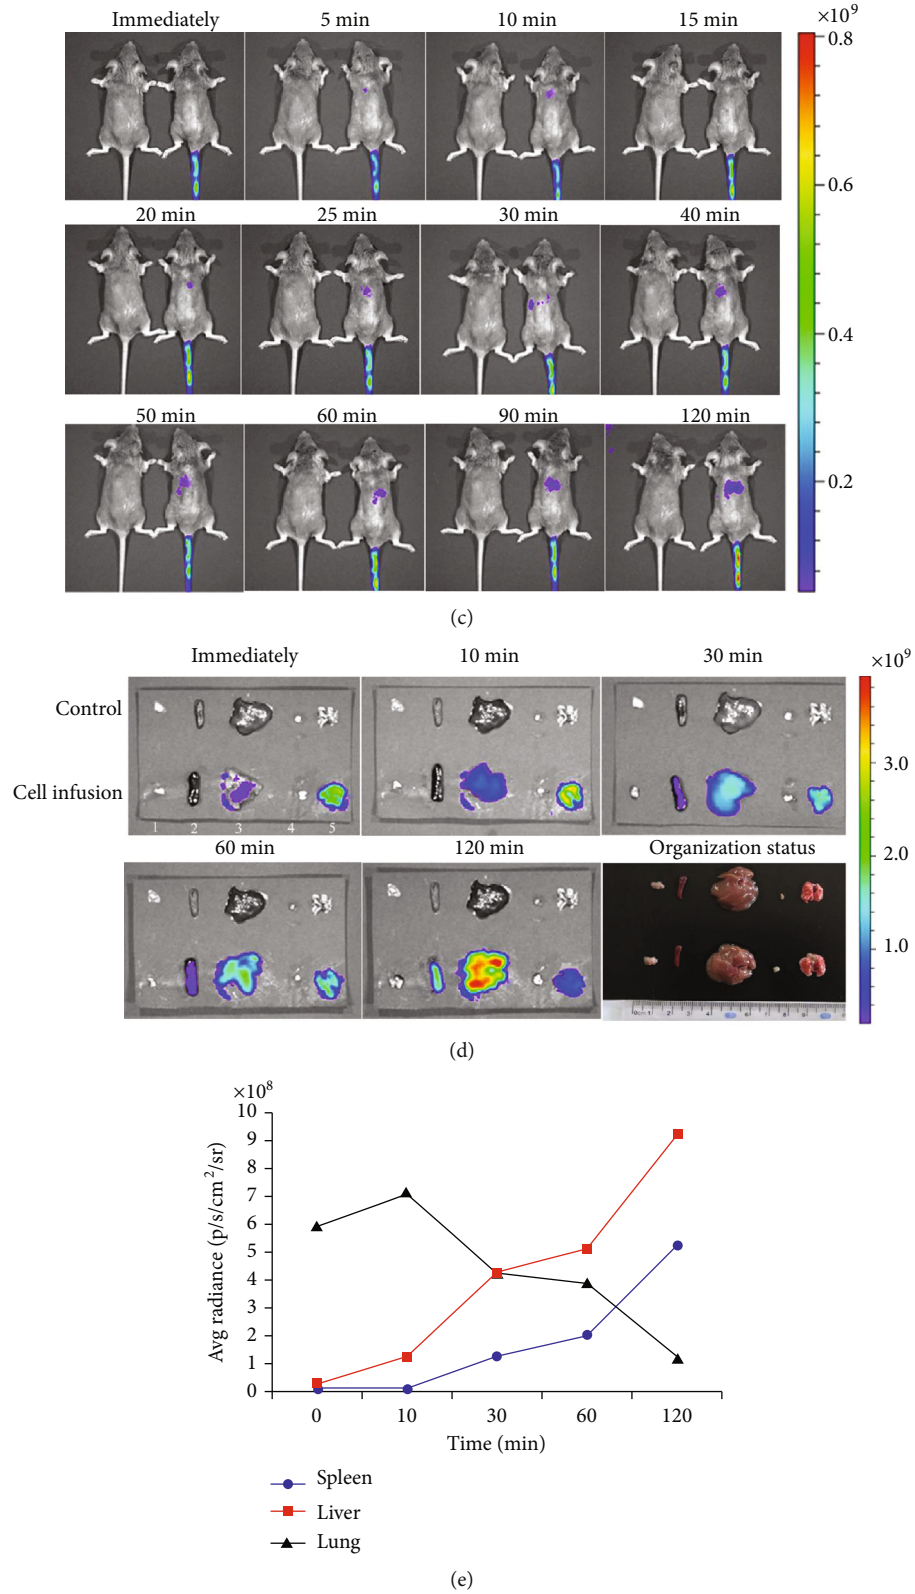 Immediately 5 min 10 min 15 min ×10⁹
0.8
0.6
20 min 25 min 30 min 40 min
0.4
50 min 60 min 90 min 120 min
0.2
(c)
Immediately 10 min 30 min ×10⁹
Control
3.0
Cell infusion
1 2 3 4 5
60 min 120 min Organization status
2.0
1.0
(d)
×10⁸
10
9
8
7
6
5
4
3
2
1
0
Avg radiance (p/s/cm²/sr)
0 10 30 60 120
Time (min)
Spleen
Liver
Lung
(e)